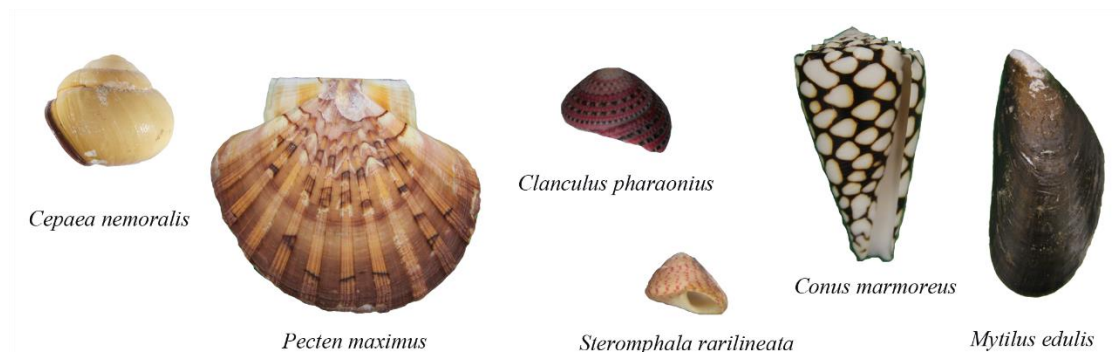 Cepaea nemoralis
Pecten maximus
Clanculus pharaonius
Steromphala rarilineata
Conus marmoreus
Mytilus edulis